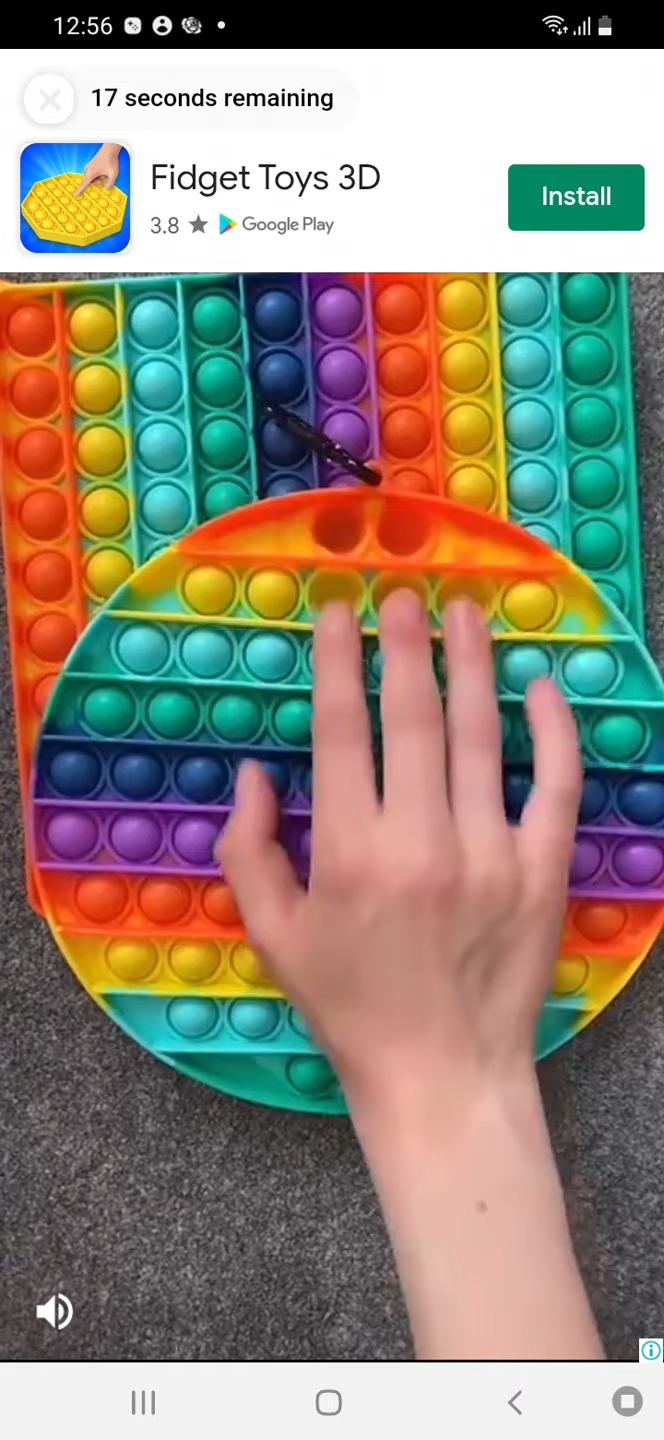 12:56
17 seconds remaining
Fidget Toys 3D
3.8 ★ Google Play
Install